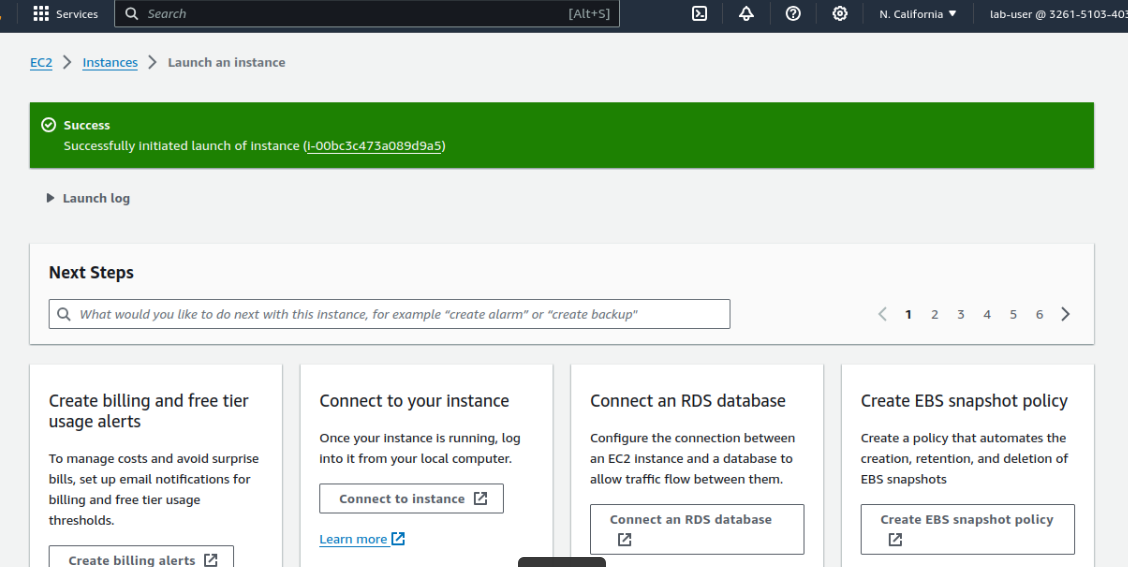 Services
Search
[Alt+S]
N. California
lab-user @ 3261-5103-403
EC2 > Instances > Launch an instance
Success
Successfully initiated launch of instance (i-00bc3c473a089d9a5)
Launch log
Next Steps
What would you like to do next with this instance, for example “create alarm” or “create backup”
1 2 3 4 5 6
Create billing and free tier
usage alerts
To manage costs and avoid surprise
bills, set up email notifications for
billing and free tier usage
thresholds.
Create billing alerts
Connect to your instance
Once your instance is running, log
into it from your local computer.
Connect to instance
Learn more
Connect an RDS database
Configure the connection between
an EC2 instance and a database to
allow traffic flow between them.
Connect an RDS database
Create EBS snapshot policy
Create a policy that automates the
creation, retention, and deletion of
EBS snapshots
Create EBS snapshot policy